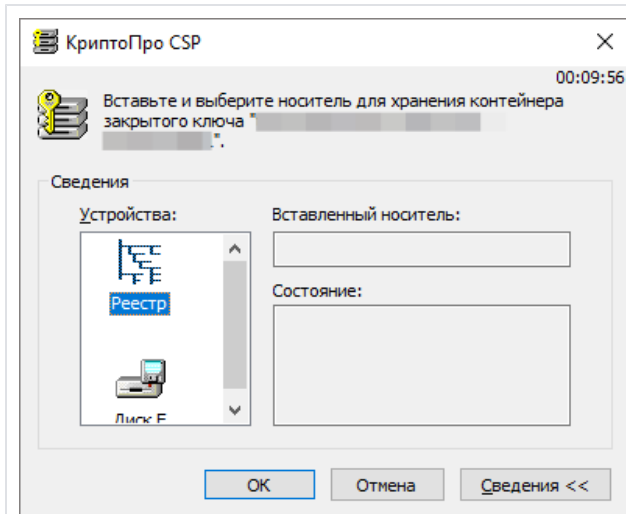 КриптоПро CSP
00:09:56
Вставьте и выберите носитель для хранения контейнера
закрытого ключа "
".
Сведения
Устройства:
Вставленный носитель:
Реестр
Состояние:
Диск E
ОК
Отмена
Сведения <<